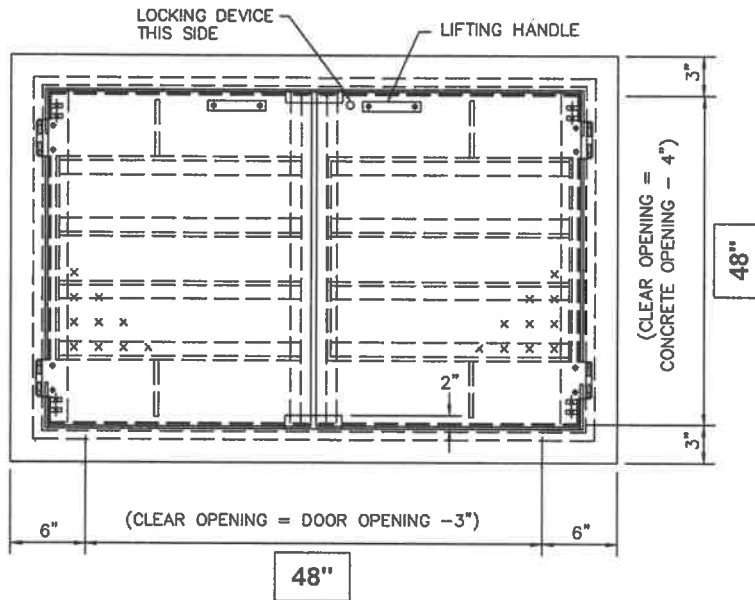 LOCKING DEVICE
THIS SIDE
LIFTING HANDLE
3"
(CLEAR OPENING =
CONCRETE OPENING - 4")
48"
2"
3"
6"
(CLEAR OPENING = DOOR OPENING -3")
6"
48"